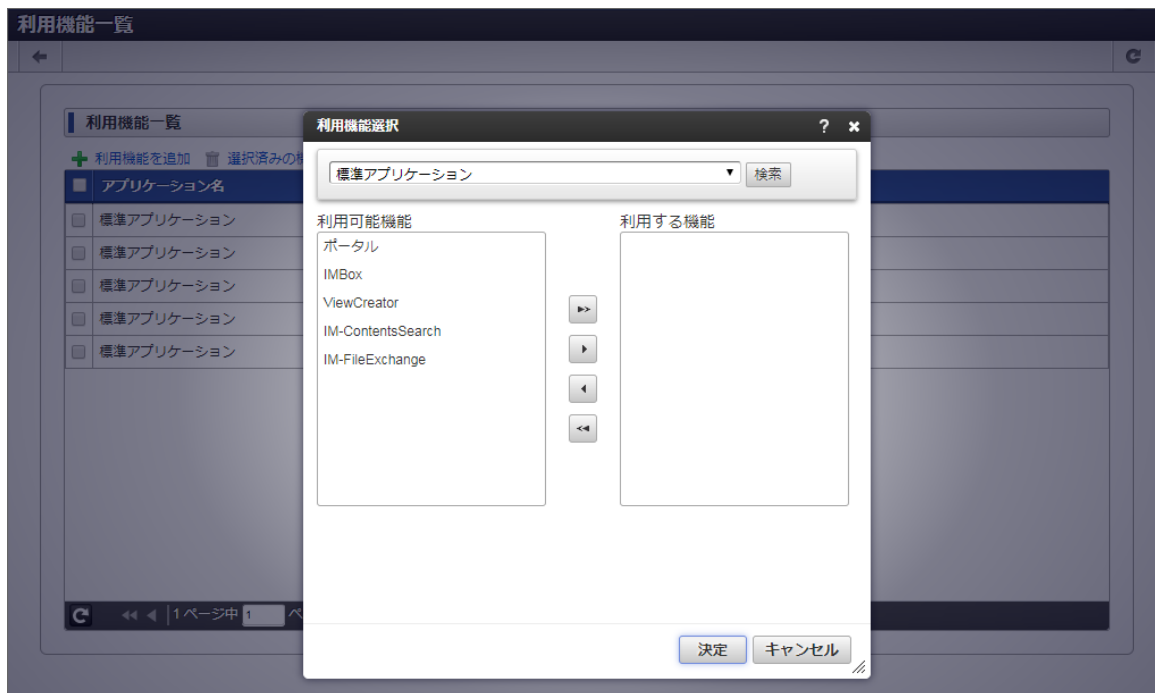 利用機能一覧
利用機能一覧
利用機能を追加 選択済みの
アプリケーション名
標準アプリケーション
標準アプリケーション
標準アプリケーション
標準アプリケーション
標準アプリケーション
1 ページ中 1
利用機能選択 ?
標準アプリケーション 検索
利用可能機能 利用する機能
ポータル
IMBox
ViewCreator
IM-ContentsSearch
IM-FileExchange
決定 キャンセル